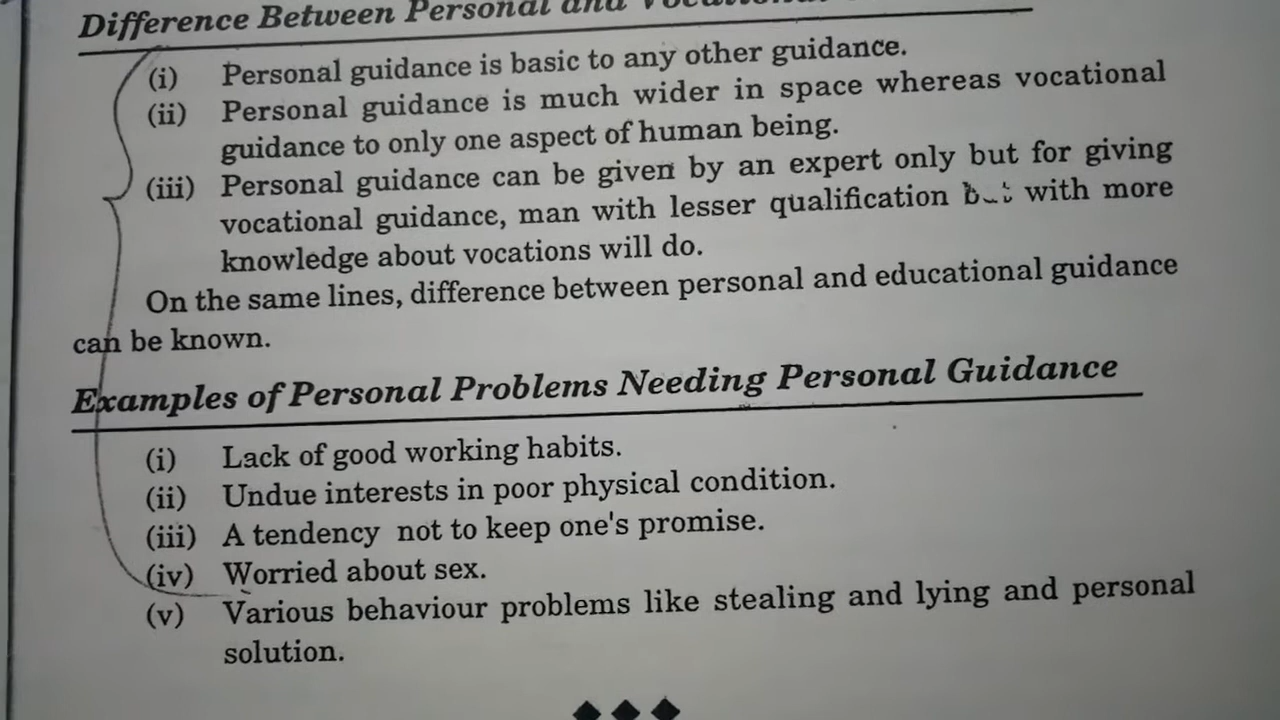 Difference Between Personal and Vocational
(i) Personal guidance is basic to any other guidance.
(ii) Personal guidance is much wider in space whereas vocational
guidance to only one aspect of human being.
(iii) Personal guidance can be given by an expert only but for giving
vocational guidance, man with lesser qualification but with more
knowledge about vocations will do.
On the same lines, difference between personal and educational guidance
can be known.
Examples of Personal Problems Needing Personal Guidance
(i) Lack of good working habits.
(ii) Undue interests in poor physical condition.
(iii) A tendency not to keep one's promise.
(iv) Worried about sex.
(v) Various behaviour problems like stealing and lying and personal
solution.